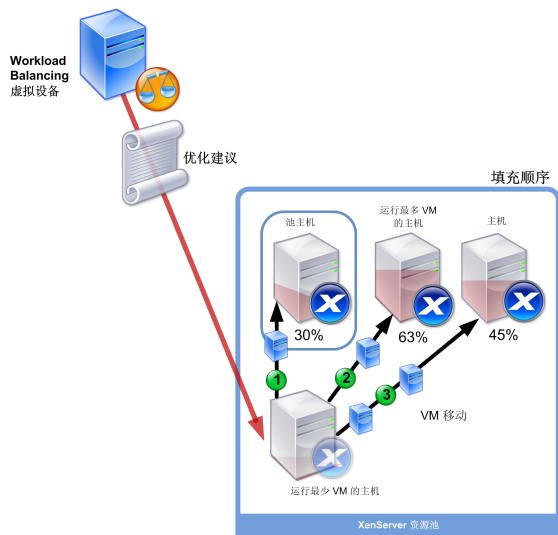 Workload
Balancing
虚拟设备
优化建议
填充顺序
池主机
运行最多 VM
的主机
主机
X
X
X
30%
63%
45%
1
2
3
VM 移动
X
运行最少 VM 的主机
XenServer 资源池